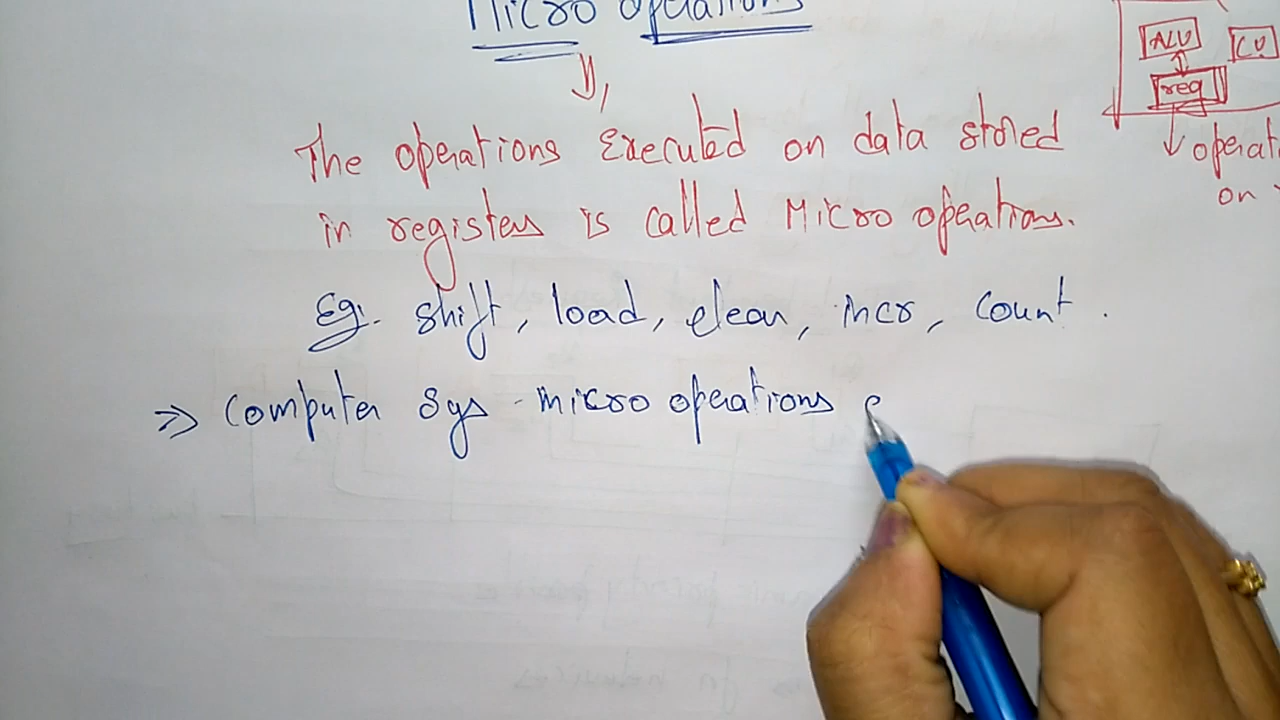 Micro operations
ALU
CU
reg
The operations executed on data stored
operati
in registers is called Micro operations.
on
Eg:- shift, load, clear, incr, count.
⇒ Computer sys - micro operations